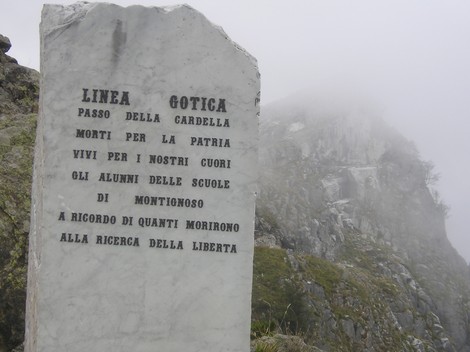 LINEA GOTICA
PASSO DELLA CARDELLA
MORTI PER LA PATRIA
VIVI PER I NOSTRI CUORI
GLI ALUNNI DELLE SCUOLE
DI MONTIGNOSO
A RICORDO DI QUANTI MORIRONO
ALLA RICERCA DELLA LIBERTA